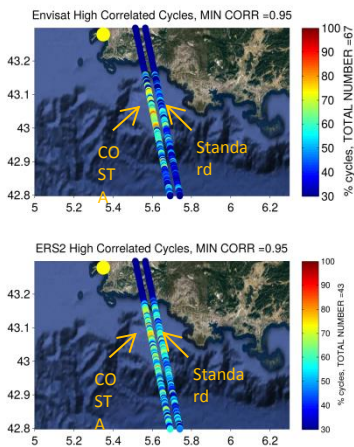 Envisat High Correlated Cycles, MIN CORR =0.95
43.2
43.1
43
42.9
42.8
5
5.2
5.4
5.6
5.8
6
6.2
CO
ST
A
Standa
rd
100
90
80
70
60
50
40
30
% cycles, TOTAL NUMBER =67
ERS2 High Correlated Cycles, MIN CORR =0.95
43.2
43.1
43
42.9
42.8
5
5.2
5.4
5.6
5.8
6
6.2
CO
ST
A
Standa
rd
100
90
80
70
60
50
40
30
% cycles, TOTAL NUMBER =43